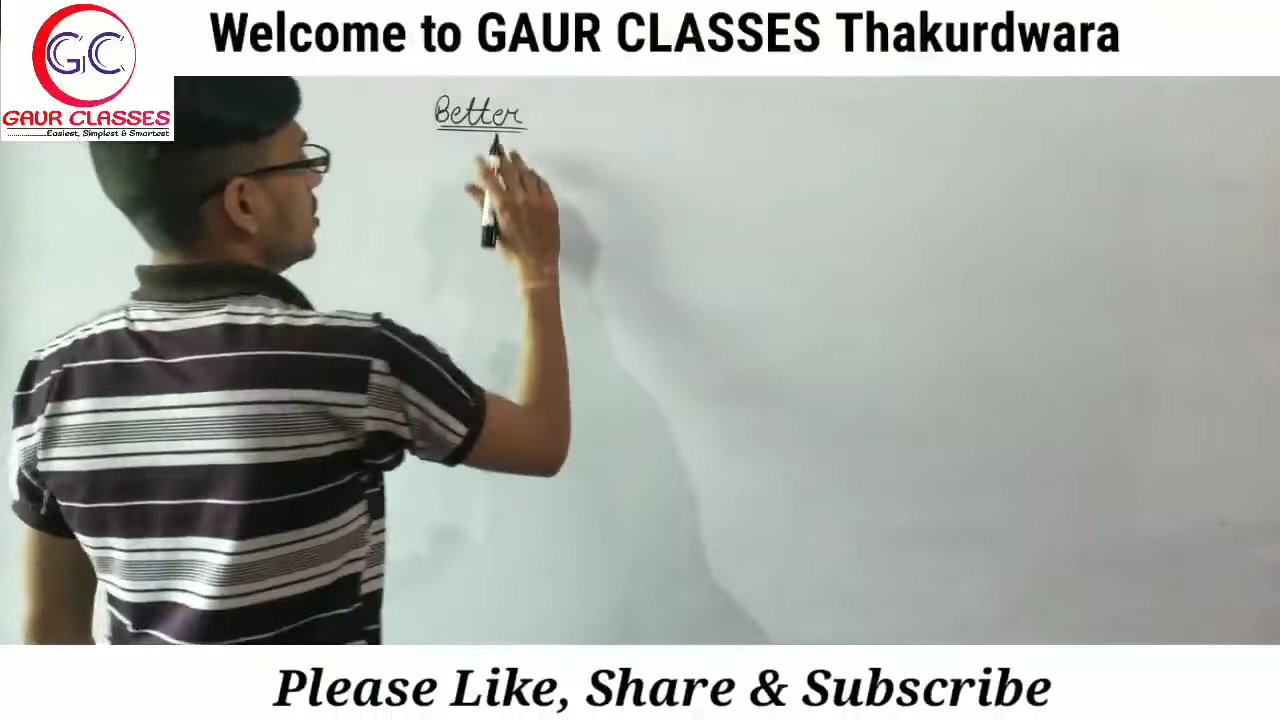 Welcome to GAUR CLASSES Thakurdwara
GC
GAUR CLASSES
Easiest, Simplest & Smartest
Better
Please Like, Share & Subscribe